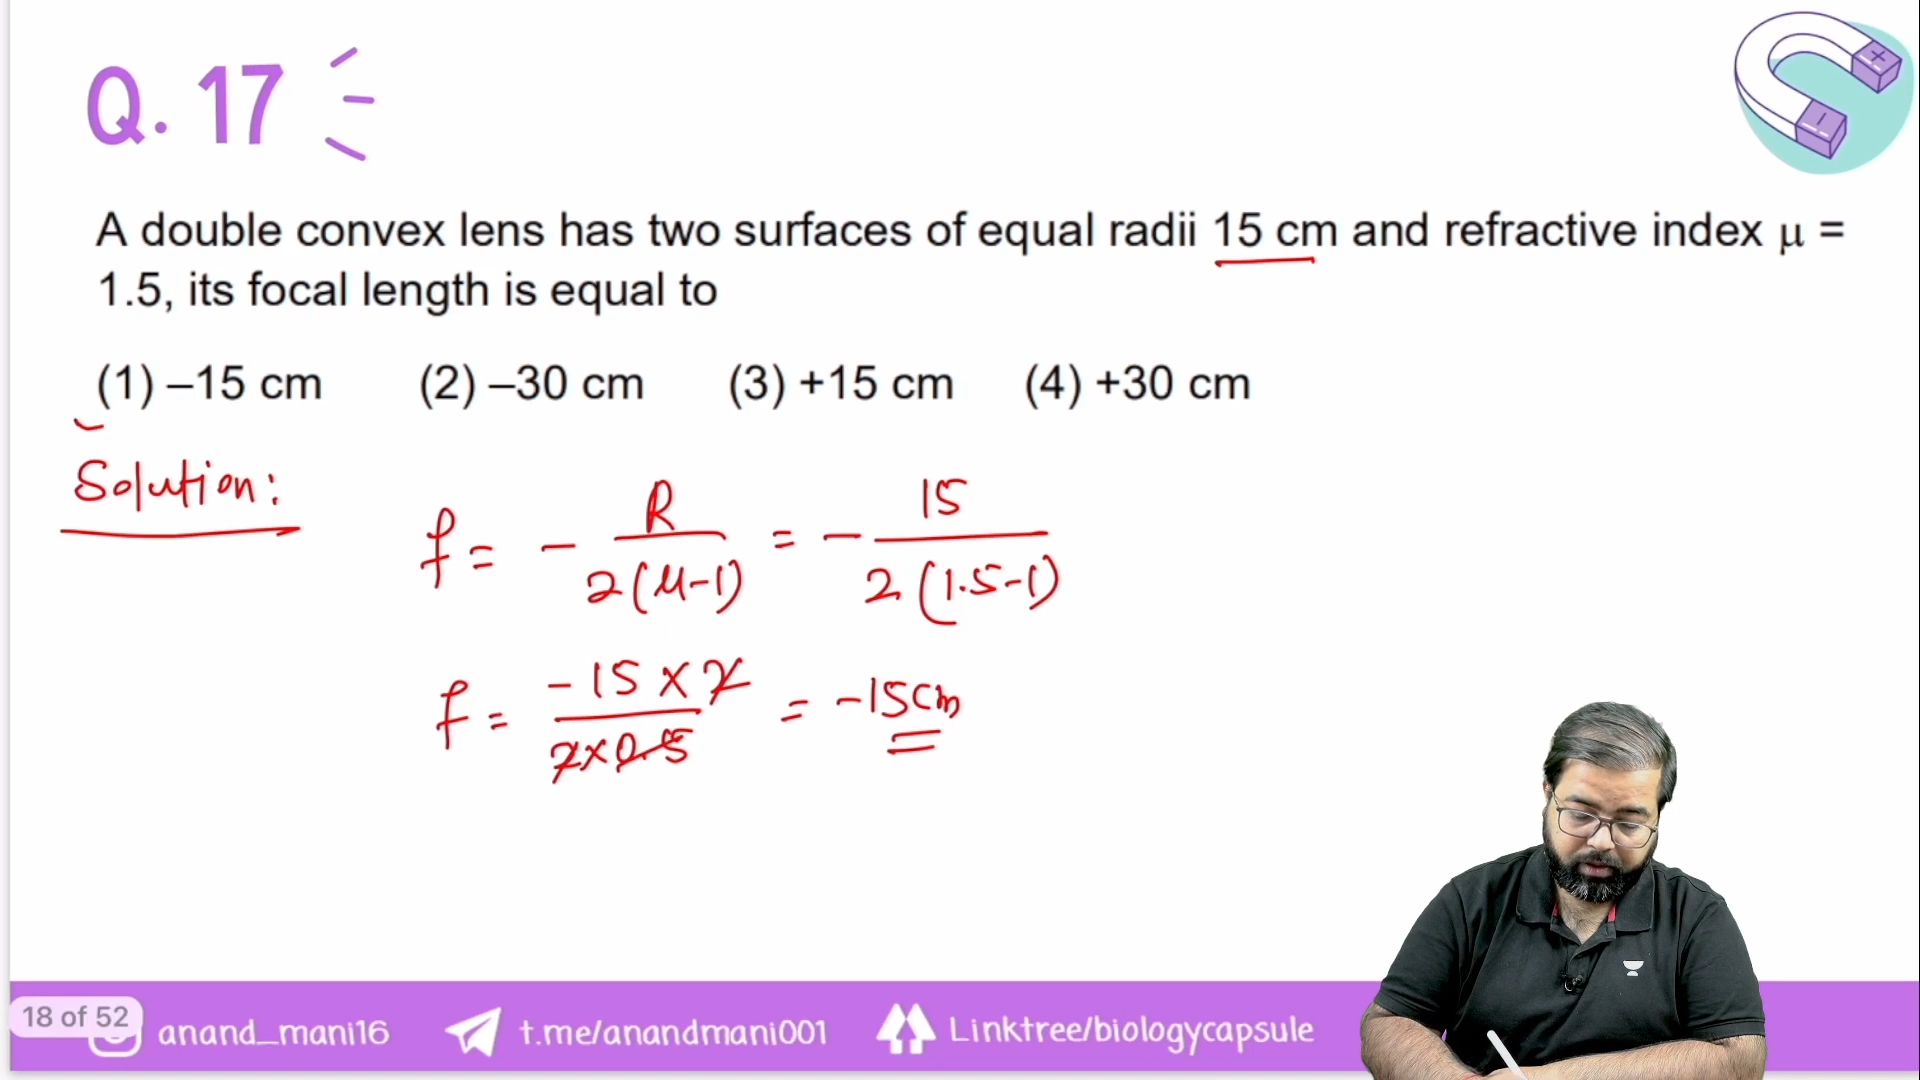 Q. 17
A double convex lens has two surfaces of equal radii 15 cm and refractive index μ =
1.5, its focal length is equal to
(1) –15 cm (2) –30 cm (3) +15 cm (4) +30 cm
Solution:
f = - R / 2(μ-1) = - 15 / 2(1.5-1)
f = -15 × 2 / 2×0.5 = -15cm
18 of 52
anand_mani16
t.me/anandmani001
Linktree/biologycapsule